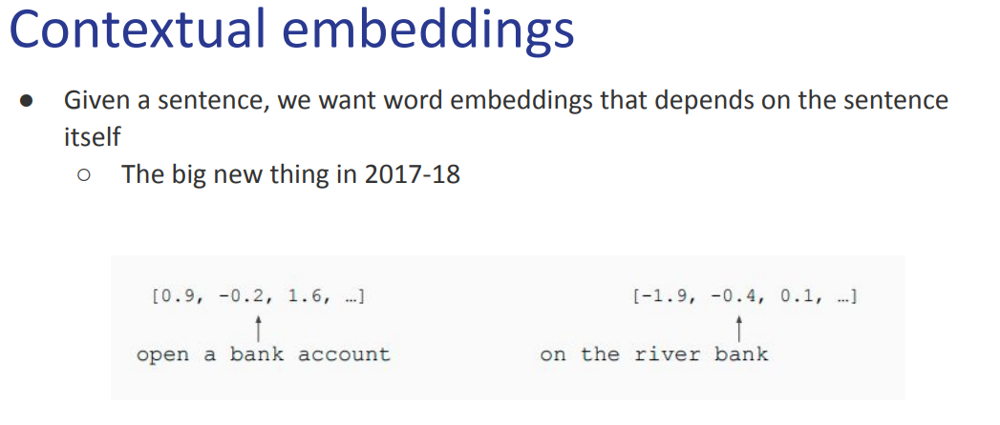 Contextual embeddings
● Given a sentence, we want word embeddings that depends on the sentence
itself
○ The big new thing in 2017-18
[0.9, -0.2, 1.6, …] [-1.9, -0.4, 0.1, …]
open a bank account on the river bank